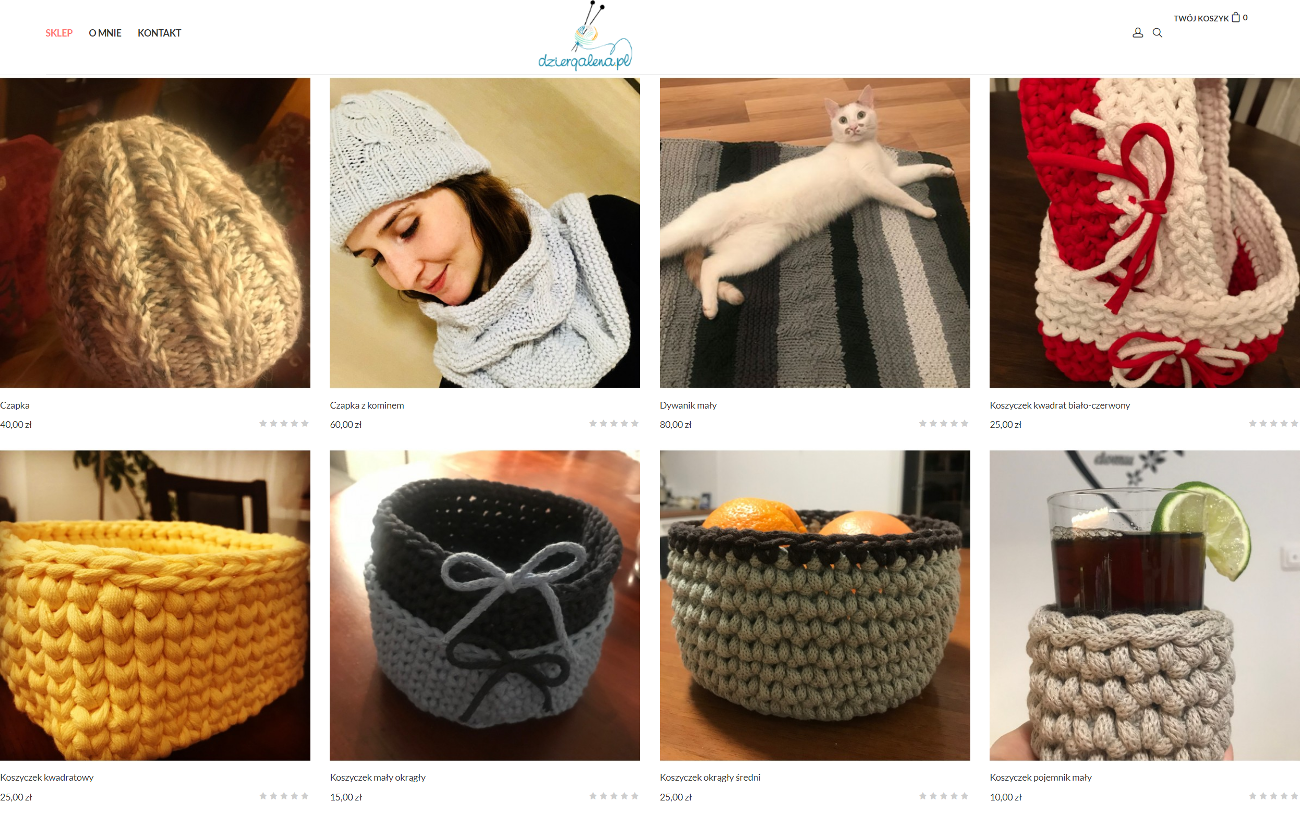 SKLEP O MNIE KONTAKT
dziergalena.pl
TWÓJ KOSZYK 0
Czapka
40,00 zł
Czapka z kominem
60,00 zł
Dywanik mały
80,00 zł
Koszyczek kwadrat biało-czerwony
25,00 zł
domu
Koszyczek kwadratowy
25,00 zł
Koszyczek mały okrągły
15,00 zł
Koszyczek okrągły średni
25,00 zł
Koszyczek pojemnik mały
10,00 zł